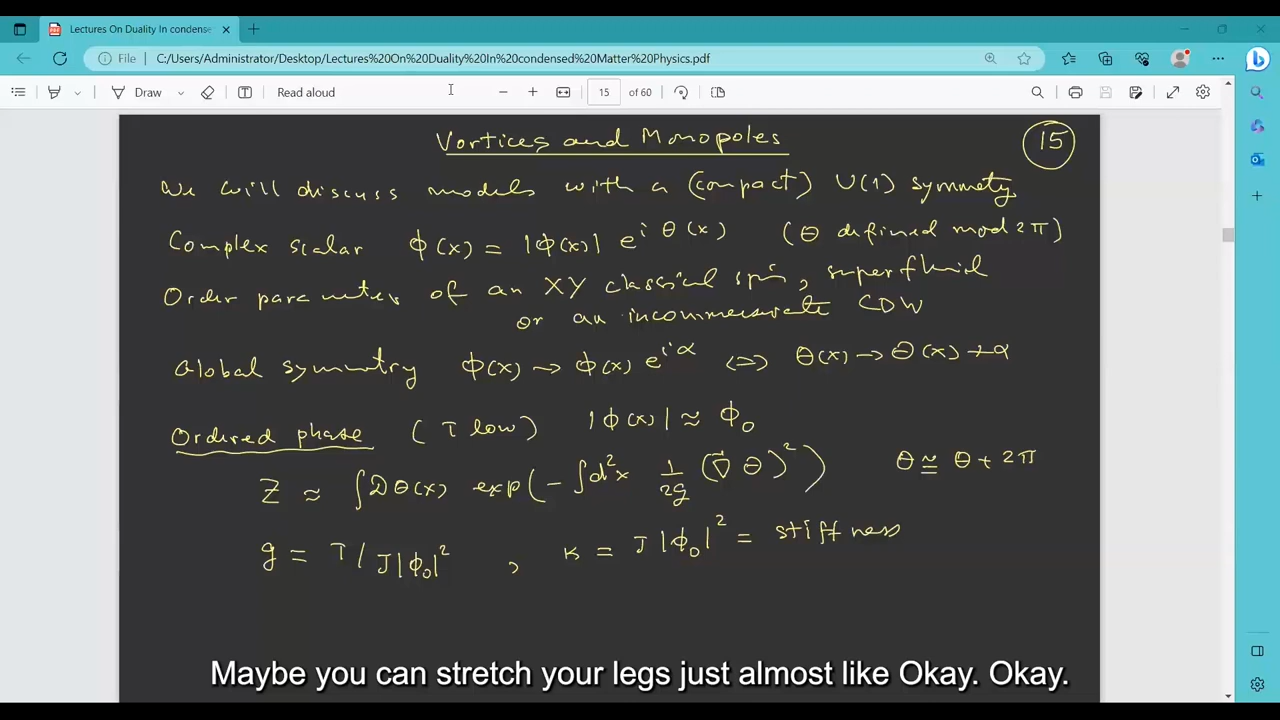 Lectures On Duality In condense
File
C:/Users/Administrator/Desktop/Lectures%20On%20Duality%20In%20condensed%20Matter%20Physics.pdf
Draw
Read aloud
15 of 60
Vortices and Monopoles
15
We will discuss models with a (compact) U(1) symmetry.
Complex scalar ϕ(x) = |ϕ(x)| e^{iθ(x)} (θ defined mod 2π)
Order parameters of an XY classical spin, superfluid
or an incommensurate CDW
Global symmetry ϕ(x) → ϕ(x) e^{iα} ⇔ θ(x) → θ(x) + α
Ordered phase (T low) |ϕ(x)| ≈ ϕ₀
Z ≈ ∫Dθ(x) exp(-∫d²x 1/2g (∇⃗θ)²) θ ≅ θ + 2π
g = T/J|ϕ₀|² , κ = J|ϕ₀|² = stiffness
Maybe you can stretch your legs just almost like Okay. Okay.